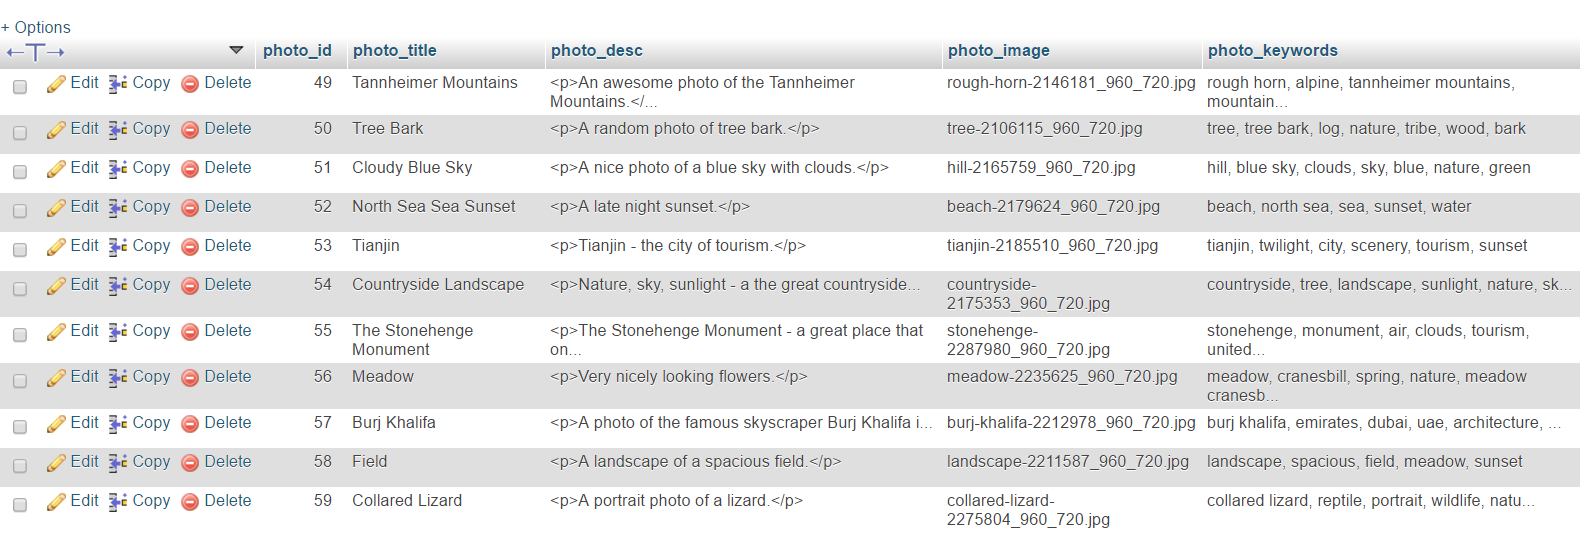 + Options
photo_id photo_title photo_desc photo_image photo_keywords
Edit Copy Delete 49 Tannheimer Mountains <p>An awesome photo of the Tannheimer rough-horn-2146181_960_720.jpg rough horn, alpine, tannheimer mountains,
Mountains.</... mountain...
Edit Copy Delete 50 Tree Bark <p>A random photo of tree bark.</p> tree-2106115_960_720.jpg tree, tree bark, log, nature, tribe, wood, bark
Edit Copy Delete 51 Cloudy Blue Sky <p>A nice photo of a blue sky with clouds.</p> hill-2165759_960_720.jpg hill, blue sky, clouds, sky, blue, nature, green
Edit Copy Delete 52 North Sea Sea Sunset <p>A late night sunset.</p> beach-2179624_960_720.jpg beach, north sea, sea, sunset, water
Edit Copy Delete 53 Tianjin <p>Tianjin - the city of tourism.</p> tianjin-2185510_960_720.jpg tianjin, twilight, city, scenery, tourism, sunset
Edit Copy Delete 54 Countryside Landscape <p>Nature, sky, sunlight - a the great countryside... countryside- countryside, tree, landscape, sunlight, nature, sk...
2175353_960_720.jpg
Edit Copy Delete 55 The Stonehenge <p>The Stonehenge Monument - a great place that stonehenge- stonehenge, monument, air, clouds, tourism,
Monument on... 2287980_960_720.jpg united...
Edit Copy Delete 56 Meadow <p>Very nicely looking flowers.</p> meadow-2235625_960_720.jpg meadow, cranesbill, spring, nature, meadow
cranesb...
Edit Copy Delete 57 Burj Khalifa <p>A photo of the famous skyscraper Burj Khalifa i... burj-khalifa-2212978_960_720.jpg burj khalifa, emirates, dubai, uae, architecture, ...
Edit Copy Delete 58 Field <p>A landscape of a spacious field.</p> landscape-2211587_960_720.jpg landscape, spacious, field, meadow, sunset
Edit Copy Delete 59 Collared Lizard <p>A portrait photo of a lizard.</p> collared-lizard- collared lizard, reptile, portrait, wildlife, natu...
2275804_960_720.jpg